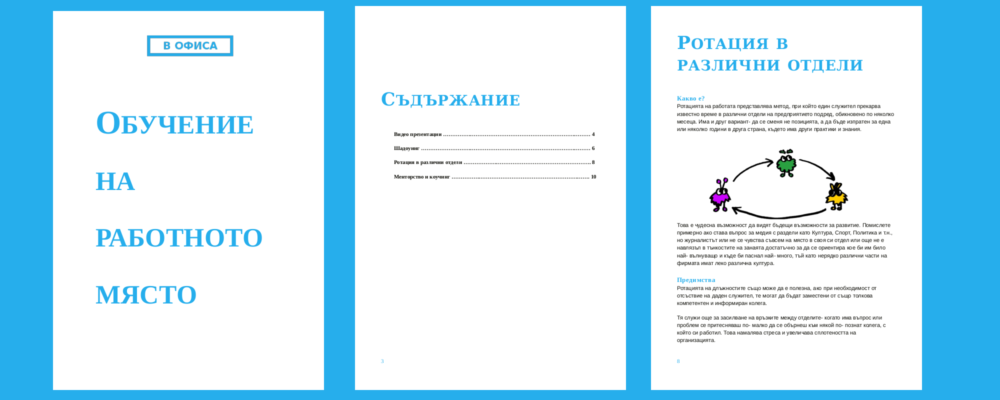 В ОФИСА
ОБУЧЕНИЕ
НА
РАБОТНОТО
МЯСТО
СЪДЪРЖАНИЕ
Видео презентации 4
Шадоуинг 6
Ротации в различни отдели 8
Менторство и коучинг 10
3
РОТАЦИЯ В
РАЗЛИЧНИ ОТДЕЛИ
Какво е?
Ротацията на работата представлява метод, при който един служител прекарва
известно време в различни отдели на предприятието подред, обикновено по няколко
месеца. Има и друг вариант- да се сменя не позицията, а да бъде изпратен за една
или няколко години в друга страна, където има други практики и знания.
Това е чудесна възможност да видят бъдещи възможности за развитие. Помислете
примерно ако става въпрос за медия с раздели като Култура, Спорт, Политика и т.н.,
но журналистът или не се чувства съвсем на място в своя си отдел или още не е
навлязъл в тънкостите на занаята достатъчно за да се ориентира кое би им било
най- вълнуващо и къде би паснал най- много, тъй като нерядко различни части на
фирмата имат леко различна култура.
Предимства
Ротацията на длъжностите също може да е полезна, ако при необходимост от
отсъствие на даден служител, те могат да бъдат заместени от също толкова
компетентен и информиран колега.
Тя служи още за засилване на връзките между отделите- когато има въпрос или
проблем се притесняваш по- малко да се обърнеш към някой по- познат колега, с
който си работил. Това намалява стреса и увеличава сплотеността на
организацията.
8